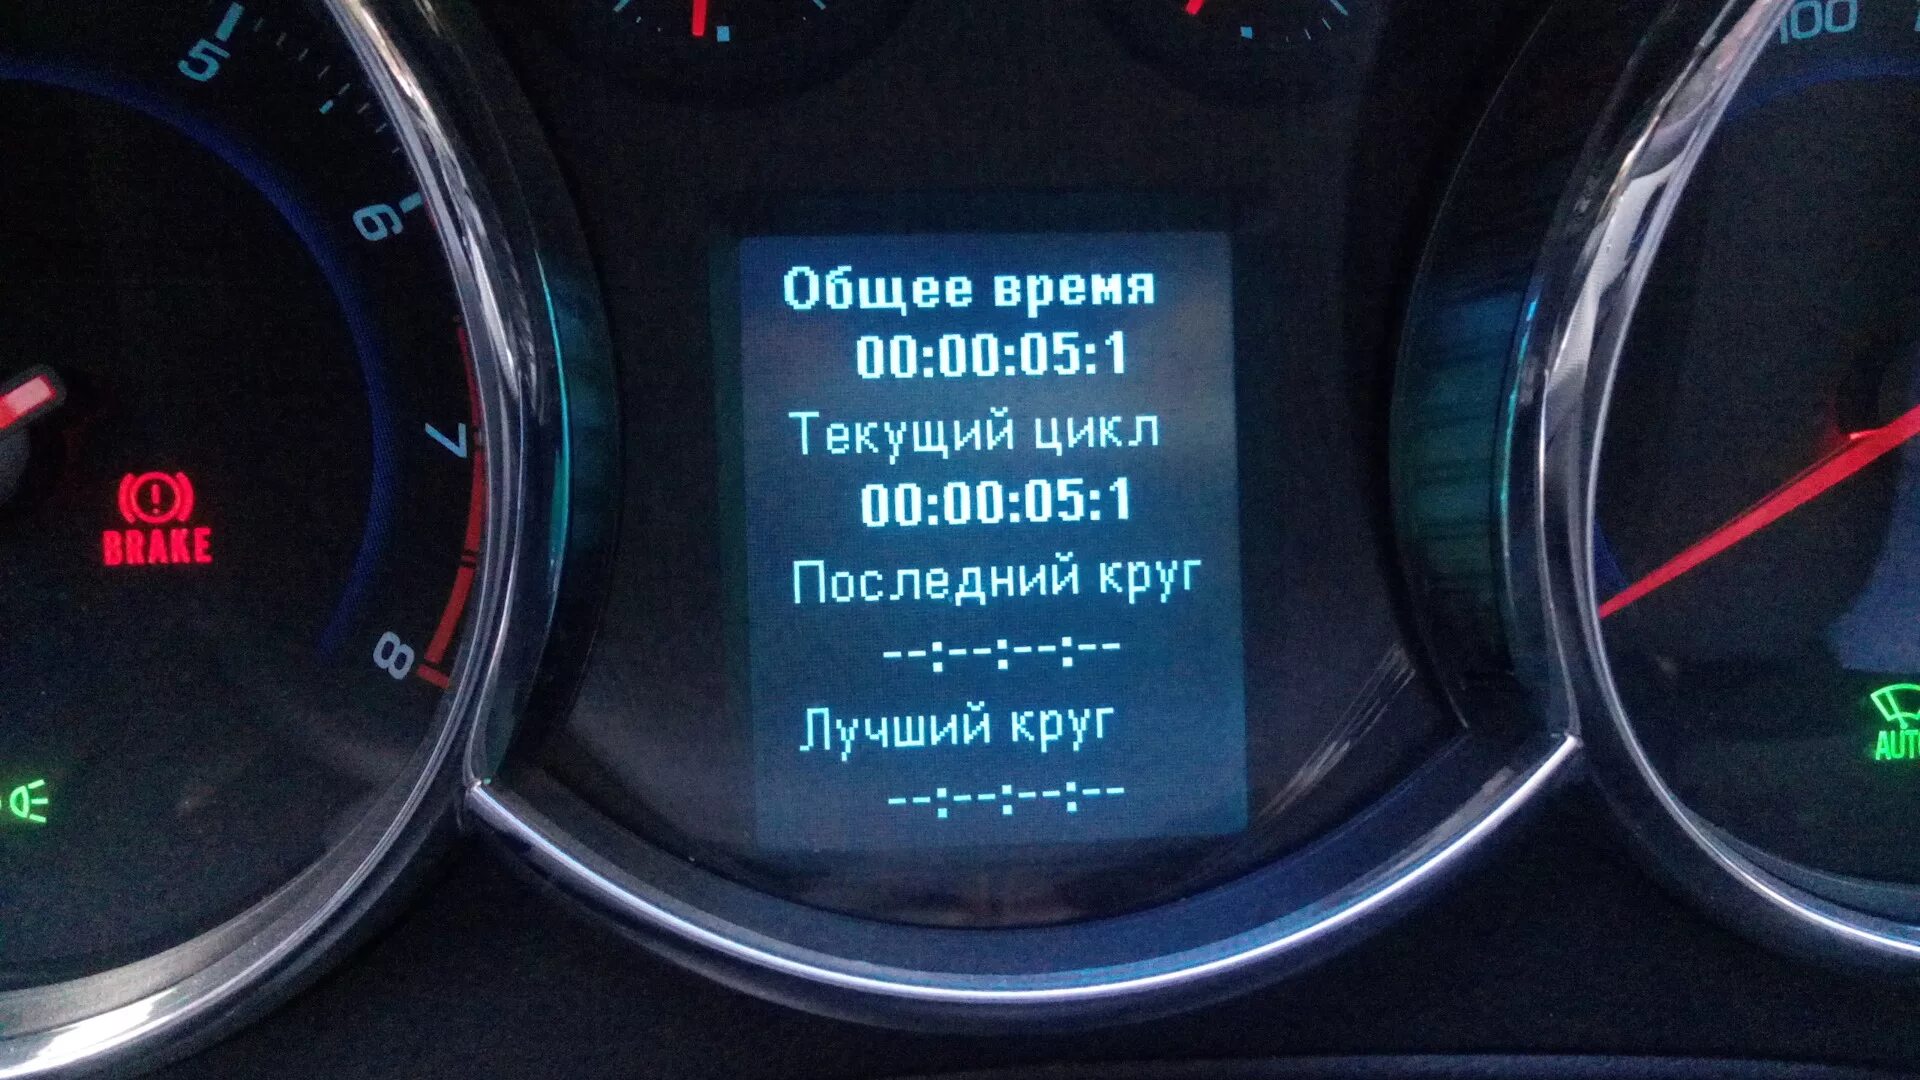 5
6
7
8
100
BRAKE
Общее время
00:00:05:1
Текущий цикл
00:00:05:1
Последний круг
--:--:--:--
Лучший круг
--:--:--:--